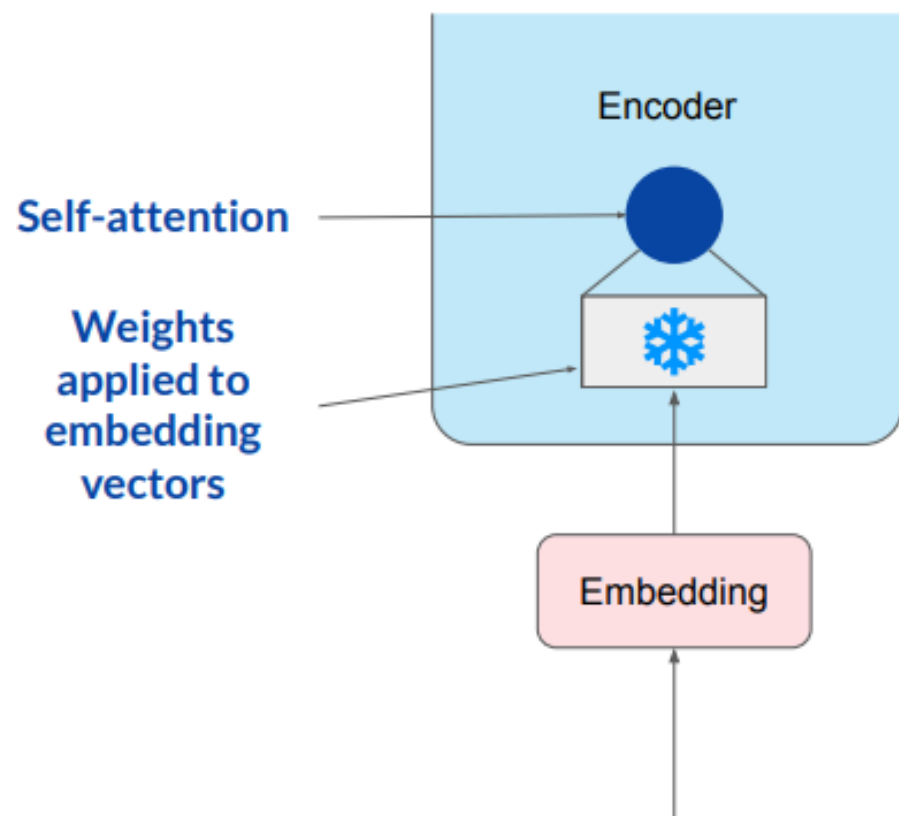 Encoder
Self-attention
Weights
applied to
embedding
vectors
Embedding